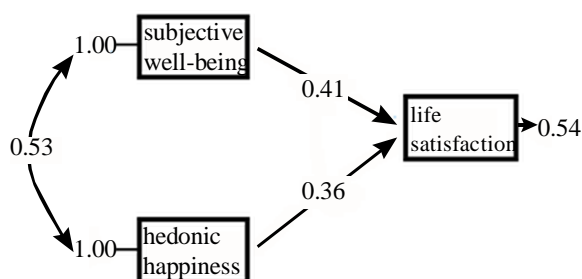 1.00
subjective
well-being
0.41
life
satisfaction
0.54
0.53
0.36
1.00
hedonic
happiness